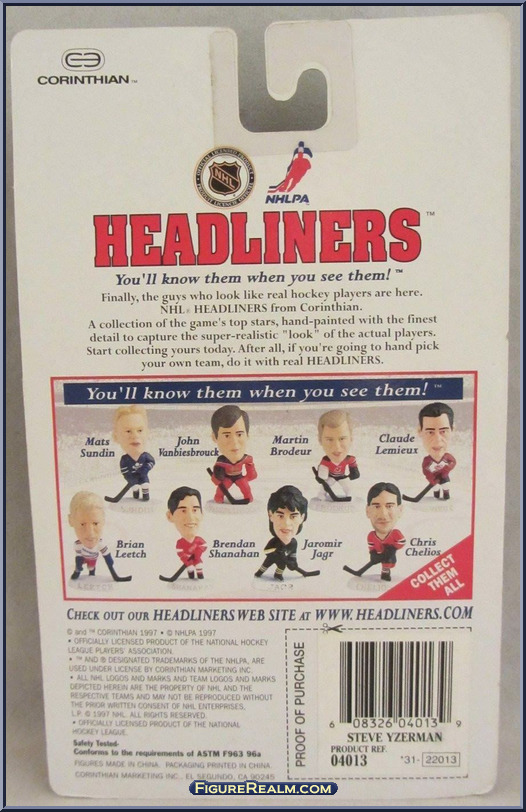 CORINTHIAN™
OFFICIAL LICENSED PRODUCT
NHL
NHLPA
HEADLINERS™
You'll know them when you see them! ™
Finally, the guys who look like real hockey players are here.
NHL® HEADLINERS from Corinthian.
A collection of the game's top stars, hand-painted with the finest
detail to capture the super-realistic "look" of the actual players.
Start collecting yours today. After all, if you're going to hand pick
your own team, do it with real HEADLINERS.
You'll know them when you see them! ™
Mats
Sundin
John
Vanbiesbrouck
Martin
Brodeur
Claude
Lemieux
Brian
Leetch
Brendan
Shanahan
Jaromir
Jagr
Chris
Chelios
COLLECT
THEM
ALL
CHECK OUT OUR HEADLINERS WEB SITE AT WWW.HEADLINERS.COM
© and ™ CORINTHIAN 1997 • © NHLPA 1997
• OFFICIALLY LICENSED PRODUCT OF THE NATIONAL HOCKEY
LEAGUE PLAYERS' ASSOCIATION.
• ™ AND ® DESIGNATED TRADEMARKS OF THE NHLPA, ARE
USED UNDER LICENSE BY CORINTHIAN MARKETING INC.
• ALL NHL LOGOS AND MARKS AND TEAM LOGOS AND MARKS
DEPICTED HEREIN ARE THE PROPERTY OF NHL AND THE
RESPECTIVE TEAMS AND MAY NOT BE REPRODUCED WITHOUT
THE PRIOR WRITTEN CONSENT OF NHL ENTERPRISES,
L.P. © 1997 NHL. ALL RIGHTS RESERVED.
• OFFICIALLY LICENSED PRODUCT OF THE NATIONAL
HOCKEY LEAGUE.
Safety Tested-
Conforms to the requirements of ASTM F963 96a
FIGURES MADE IN CHINA. PACKAGING PRINTED IN CHINA.
CORINTHIAN MARKETING INC., EL SEGUNDO, CA 90245
PROOF OF PURCHASE
6 08326 04013 9
STEVE YZERMAN
PRODUCT REF.
04013
*31- 22013
FIGUREREALM.COM